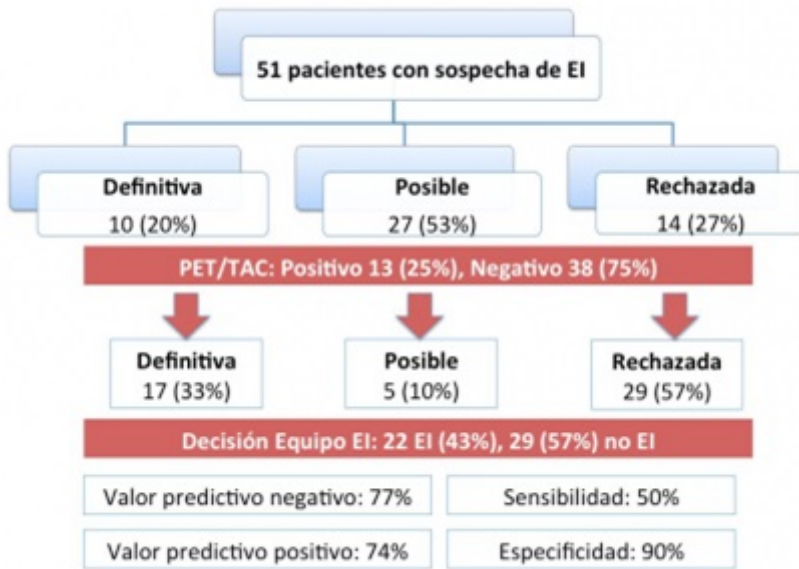 51 pacientes con sospecha de EI
Definitiva
10 (20%)
Posible
27 (53%)
Rechazada
14 (27%)
PET/TAC: Positivo 13 (25%), Negativo 38 (75%)
Definitiva
17 (33%)
Posible
5 (10%)
Rechazada
29 (57%)
Decisión Equipo EI: 22 EI (43%), 29 (57%) no EI
Valor predictivo negativo: 77%
Sensibilidad: 50%
Valor predictivo positivo: 74%
Especificidad: 90%